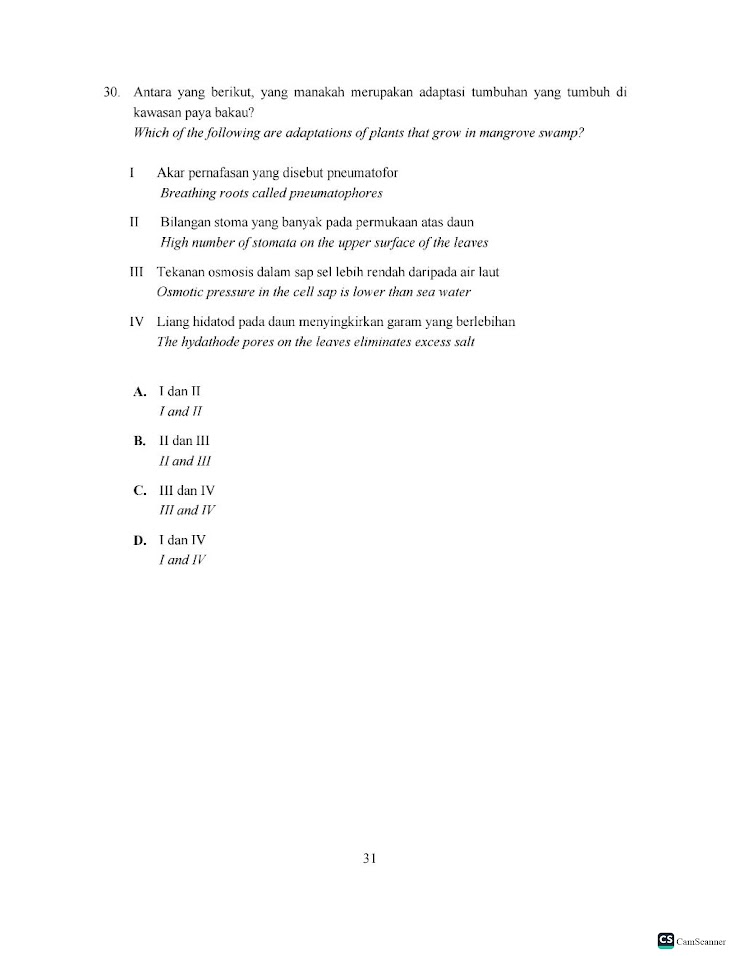 30. Antara yang berikut, yang manakah merupakan adaptasi tumbuhan yang tumbuh di
kawasan paya bakau?
Which of the following are adaptations of plants that grow in mangrove swamp?
I Akar pernafasan yang disebut pneumatofor
Breathing roots called pneumatophores
II Bilangan stoma yang banyak pada permukaan atas daun
High number of stomata on the upper surface of the leaves
III Tekanan osmosis dalam sap sel lebih rendah daripada air laut
Osmotic pressure in the cell sap is lower than sea water
IV Liang hidatod pada daun menyingkirkan garam yang berlebihan
The hydathode pores on the leaves eliminates excess salt
A. I dan II
I and II
B. II dan III
II and III
C. III dan IV
III and IV
D. I dan IV
I and IV
31
CS CamScanner